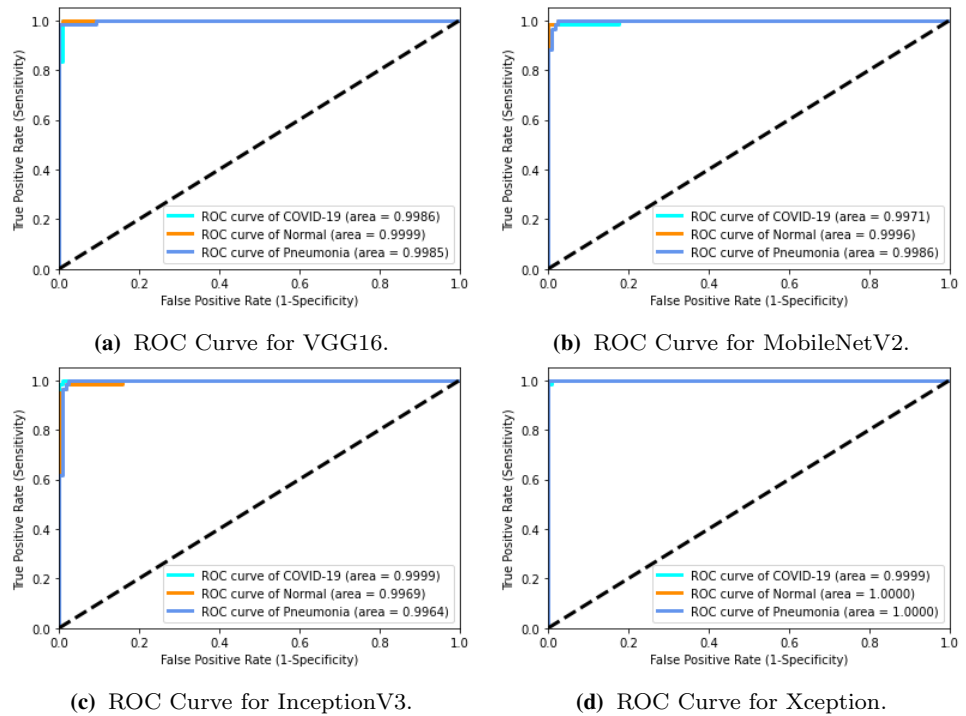 1.0
0.8
0.6
0.4
0.2
0.0
True Positive Rate (Sensitivity)
ROC curve of COVID-19 (area = 0.9986)
ROC curve of Normal (area = 0.9999)
ROC curve of Pneumonia (area = 0.9985)
0.0 0.2 0.4 0.6 0.8 1.0
False Positive Rate (1-Specificity)
(a) ROC Curve for VGG16.
1.0
0.8
0.6
0.4
0.2
0.0
True Positive Rate (Sensitivity)
ROC curve of COVID-19 (area = 0.9971)
ROC curve of Normal (area = 0.9996)
ROC curve of Pneumonia (area = 0.9986)
0.0 0.2 0.4 0.6 0.8 1.0
False Positive Rate (1-Specificity)
(b) ROC Curve for MobileNetV2.
1.0
0.8
0.6
0.4
0.2
0.0
True Positive Rate (Sensitivity)
ROC curve of COVID-19 (area = 0.9999)
ROC curve of Normal (area = 0.9969)
ROC curve of Pneumonia (area = 0.9964)
0.0 0.2 0.4 0.6 0.8 1.0
False Positive Rate (1-Specificity)
(c) ROC Curve for InceptionV3.
1.0
0.8
0.6
0.4
0.2
0.0
True Positive Rate (Sensitivity)
ROC curve of COVID-19 (area = 0.9999)
ROC curve of Normal (area = 1.0000)
ROC curve of Pneumonia (area = 1.0000)
0.0 0.2 0.4 0.6 0.8 1.0
False Positive Rate (1-Specificity)
(d) ROC Curve for Xception.